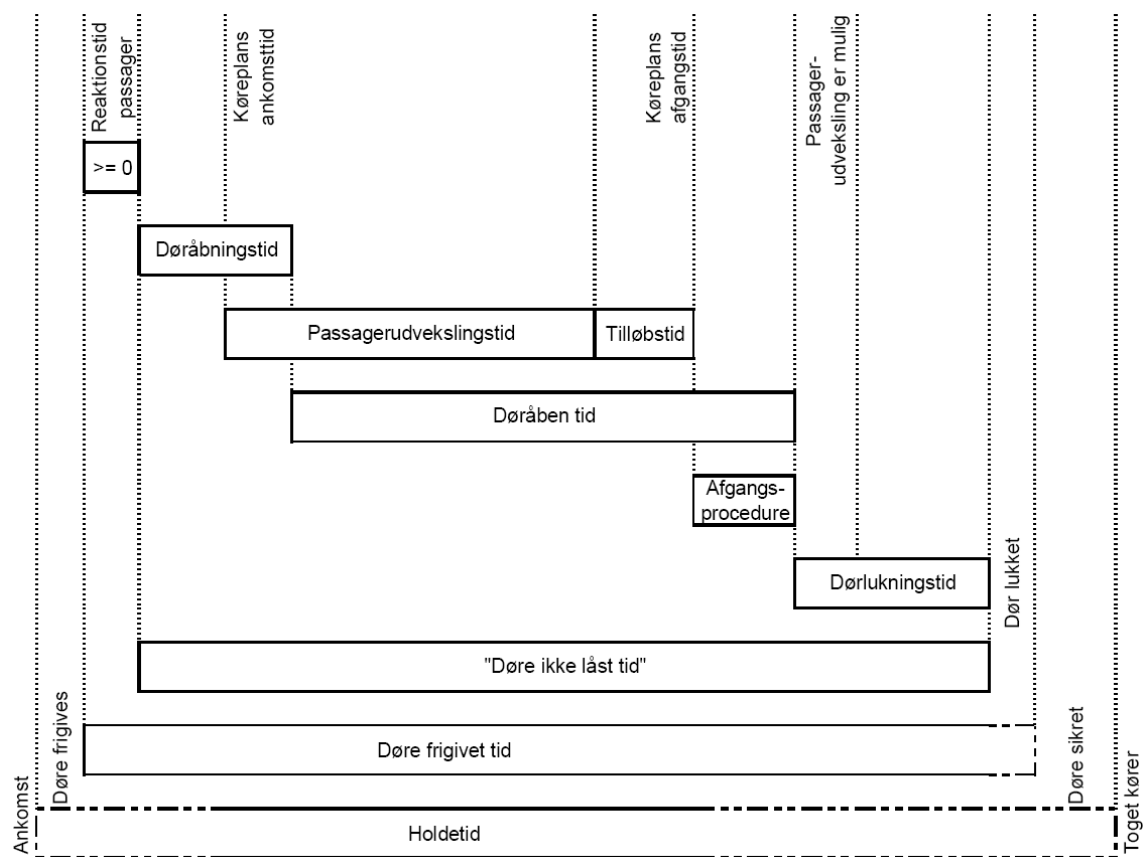 Reaktionstid
passager
Køreplans
ankomsttid
Køreplans
afgangstid
Passager-
udveksling er mulig
>= 0
Døråbningstid
Passagerudvekslingstid
Tilløbstid
Døråben tid
Afgangs-
procedure
Dørlukningstid
Dør lukket
"Døre ikke låst tid"
Døre frigives
Døre frigivet tid
Døre sikret
Ankomst
Holdetid
Toget kører